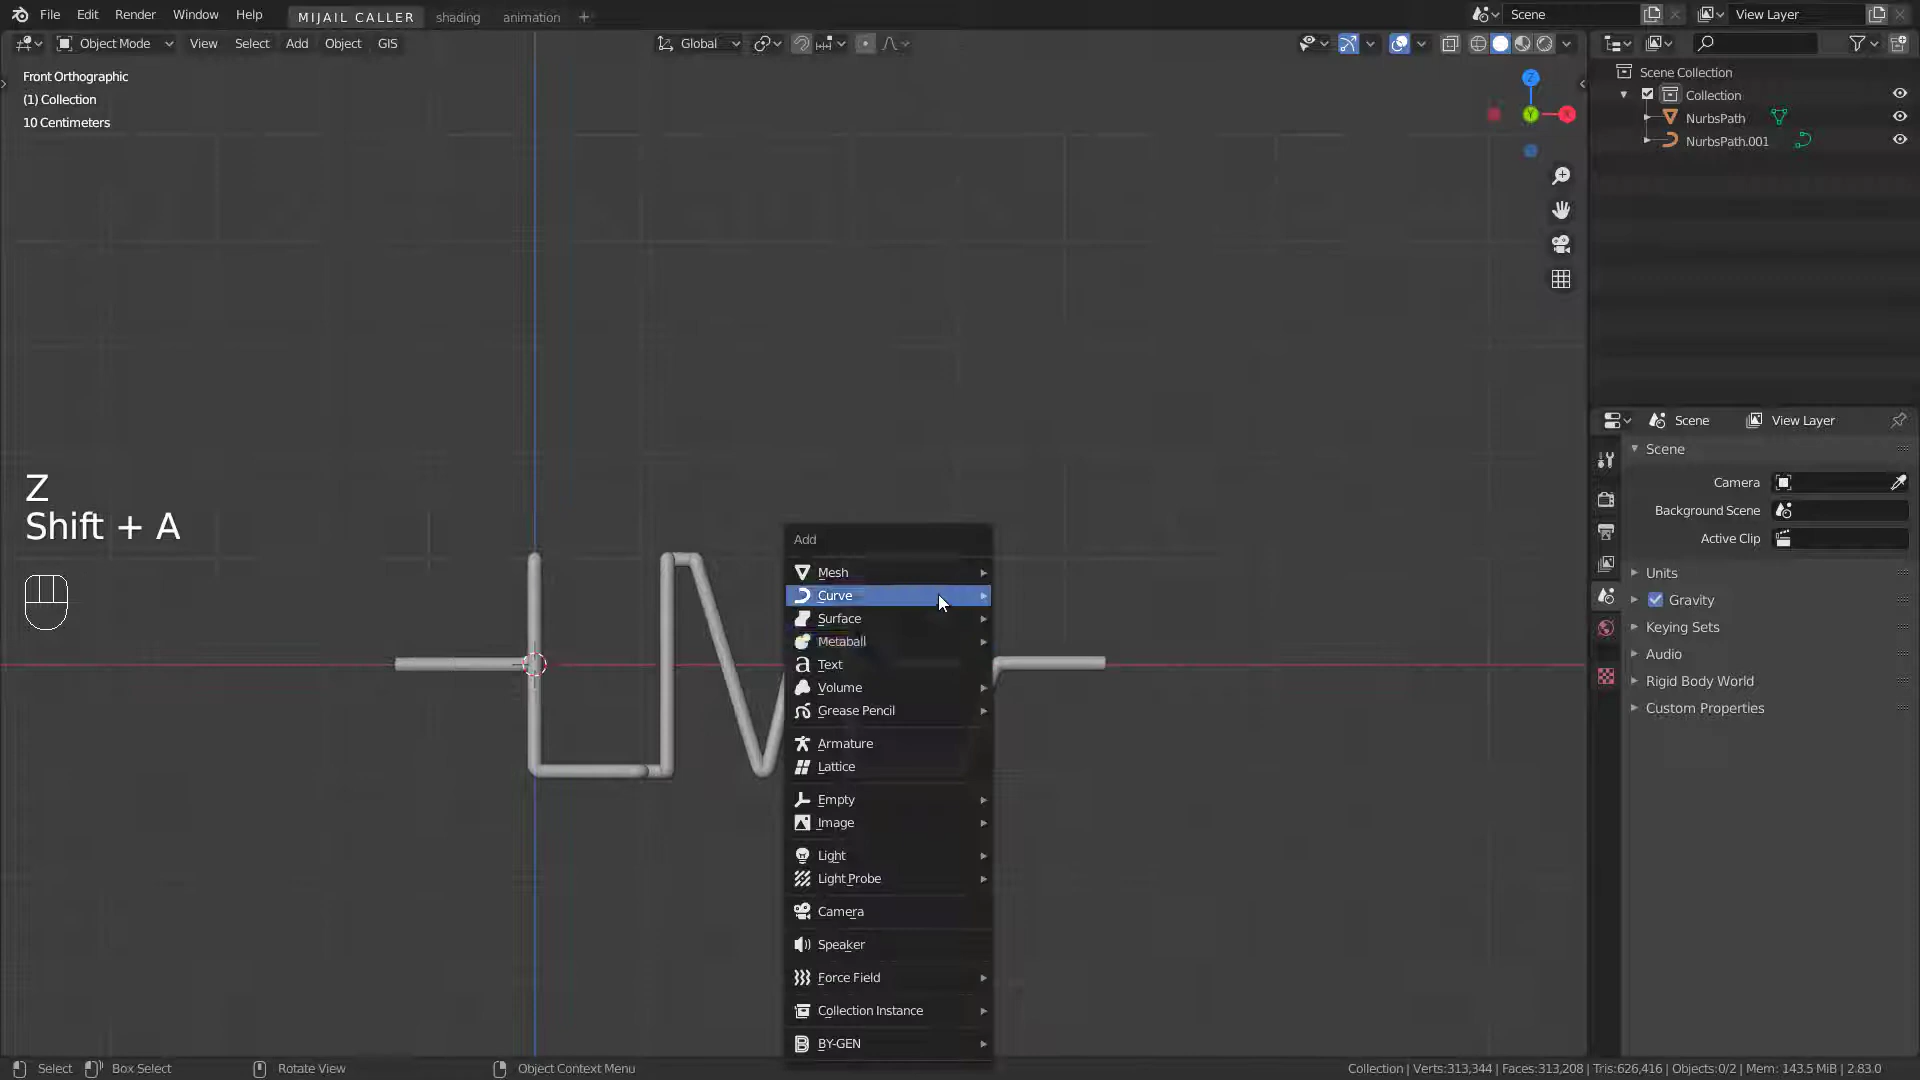 File Edit Render Window Help MIJAIL CALLER shading animation + Scene View Layer
Object Mode View Select Add Object GIS Global
Front Orthographic
(1) Collection
10 Centimeters
Z
Y
X
Scene Collection
Collection
NurbsPath
NurbsPath.001
Z
Shift + A
Add
Mesh
Curve
Surface
Metaball
Text
Volume
Grease Pencil
Armature
Lattice
Empty
Image
Light
Light Probe
Camera
Speaker
Force Field
Collection Instance
BY-GEN
Scene View Layer
Scene
Camera
Background Scene
Active Clip
Units
Gravity
Keying Sets
Audio
Rigid Body World
Custom Properties
Select Box Select Rotate View Object Context Menu Collection | Verts:313,344 | Faces:313,208 | Tris:626,416 | Objects:0/2 | Mem: 143.5 MiB | 2.83.0